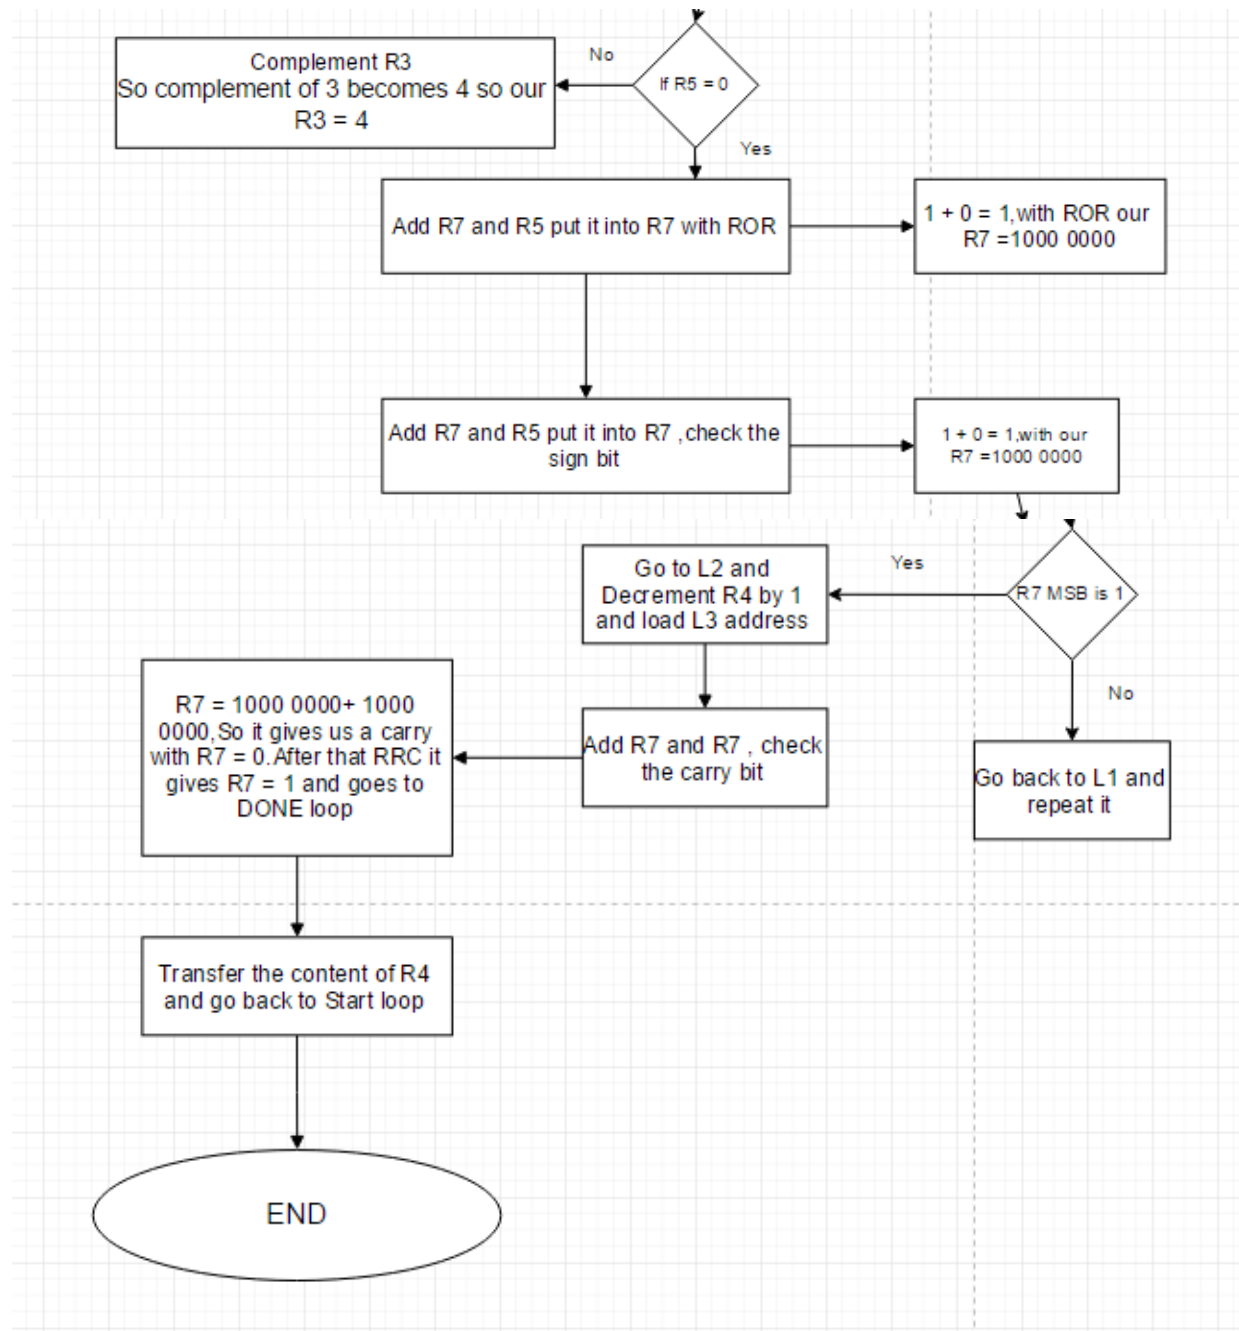 Complement R3
So complement of 3 becomes 4 so our
R3 = 4
No
If R5 = 0
Yes
Add R7 and R5 put it into R7 with ROR
1 + 0 = 1,with ROR our
R7 =1000 0000
Add R7 and R5 put it into R7 ,check the
sign bit
1 + 0 = 1,with our
R7 =1000 0000
Go to L2 and
Decrement R4 by 1
and load L3 address
Yes
R7 MSB is 1
No
R7 = 1000 0000+ 1000
0000,So it gives us a carry
with R7 = 0.After that RRC it
gives R7 = 1 and goes to
DONE loop
Add R7 and R7 , check
the carry bit
Go back to L1 and
repeat it
Transfer the content of R4
and go back to Start loop
END